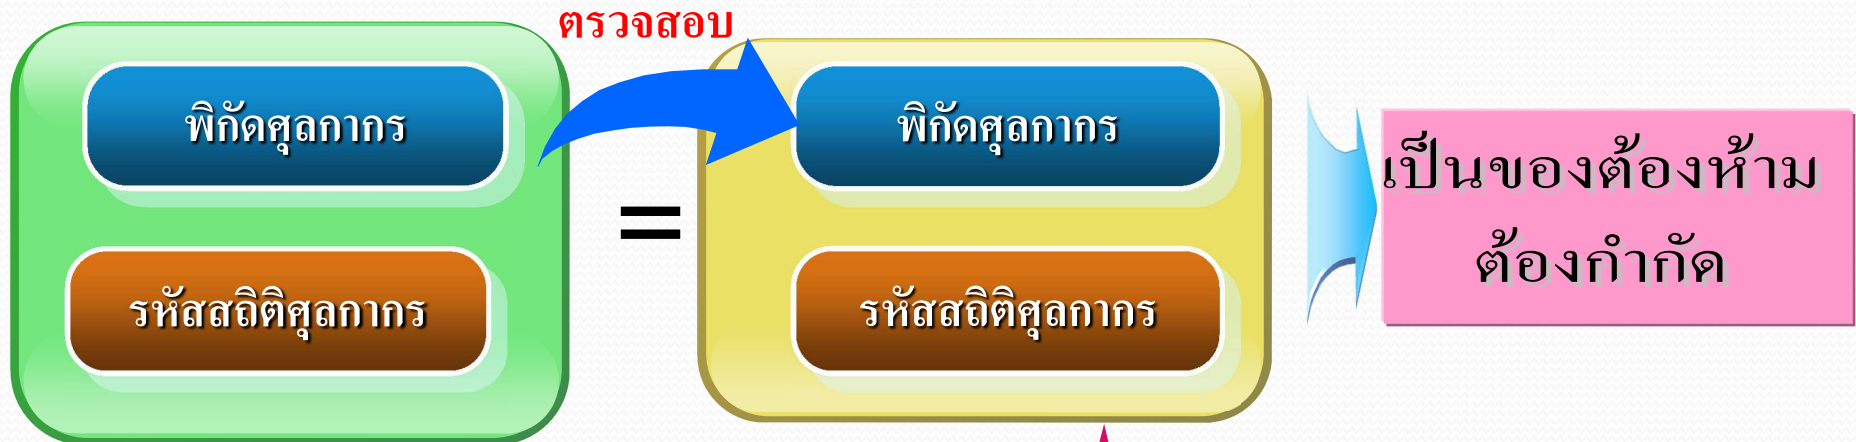 ตรวจสอบ
พิกัดศุลกากร
รหัสสถิติศุลกากร
=
พิกัดศุลกากร
รหัสสถิติศุลกากร
เป็นของต้องห้าม
ต้องกำกัด